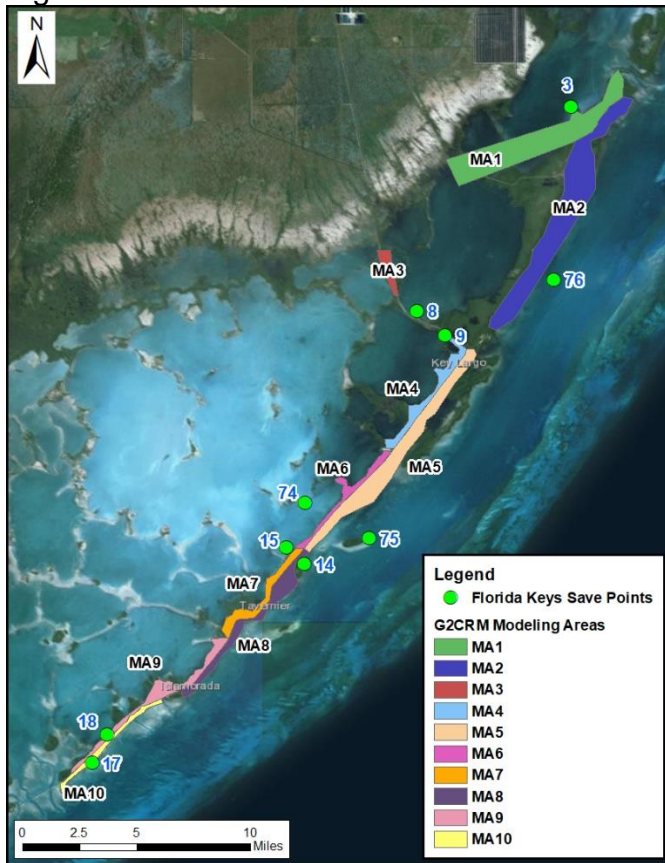 N
3
MA1
MA2
76
MA3
8
9
Key Largo
MA4
MA5
MA6
74
15
75
14
MA7
Tavernier
MA8
MA9
Islamorada
18
17
MA10
0 2.5 5 10
Miles
Legend
Florida Keys Save Points
G2CRM Modeling Areas
MA1
MA2
MA3
MA4
MA5
MA6
MA7
MA8
MA9
MA10